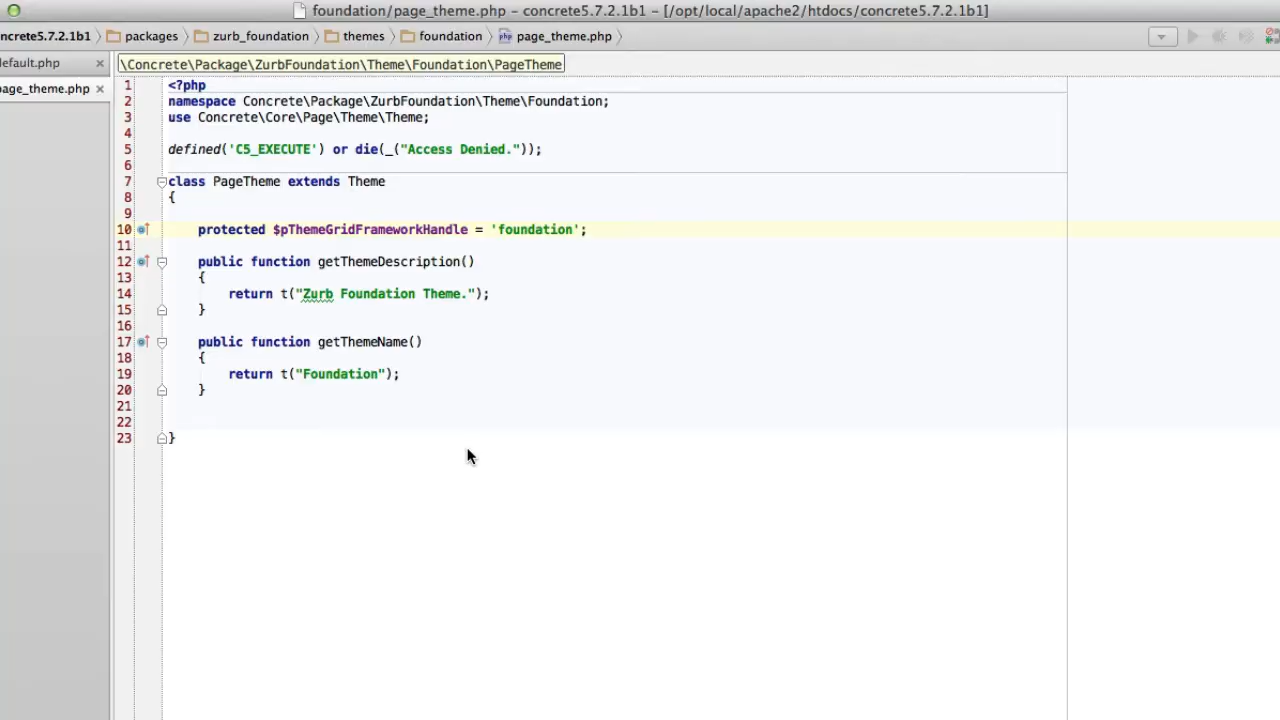 foundation/page_theme.php – concrete5.7.2.1b1 – [/opt/local/apache2/htdocs/concrete5.7.2.1b1]
ncrete5.7.2.1b1 packages zurb_foundation themes foundation page_theme.php
efault.php
\Concrete\Package\ZurbFoundation\Theme\Foundation\PageTheme
age_theme.php
1 <?php
2 namespace Concrete\Package\ZurbFoundation\Theme\Foundation;
3 use Concrete\Core\Page\Theme\Theme;
4
5 defined('C5_EXECUTE') or die(_("Access Denied."));
6
7 class PageTheme extends Theme
8 {
9
10 protected $pThemeGridFrameworkHandle = 'foundation';
11
12 public function getThemeDescription()
13 {
14 return t("Zurb Foundation Theme.");
15 }
16
17 public function getThemeName()
18 {
19 return t("Foundation");
20 }
21
22
23 }